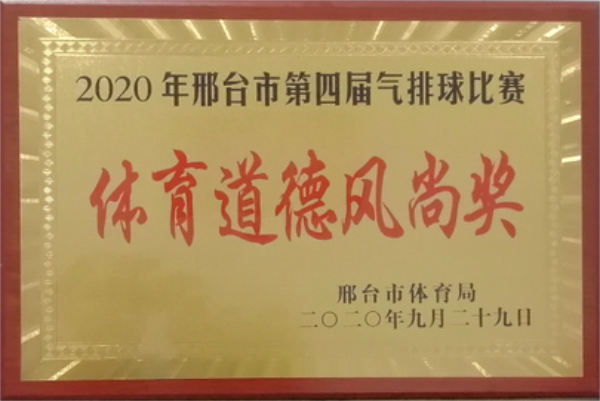 2020年邢台市第四届气排球比赛
体育道德风尚奖
邢台市体育局
二〇二〇年九月二十九日